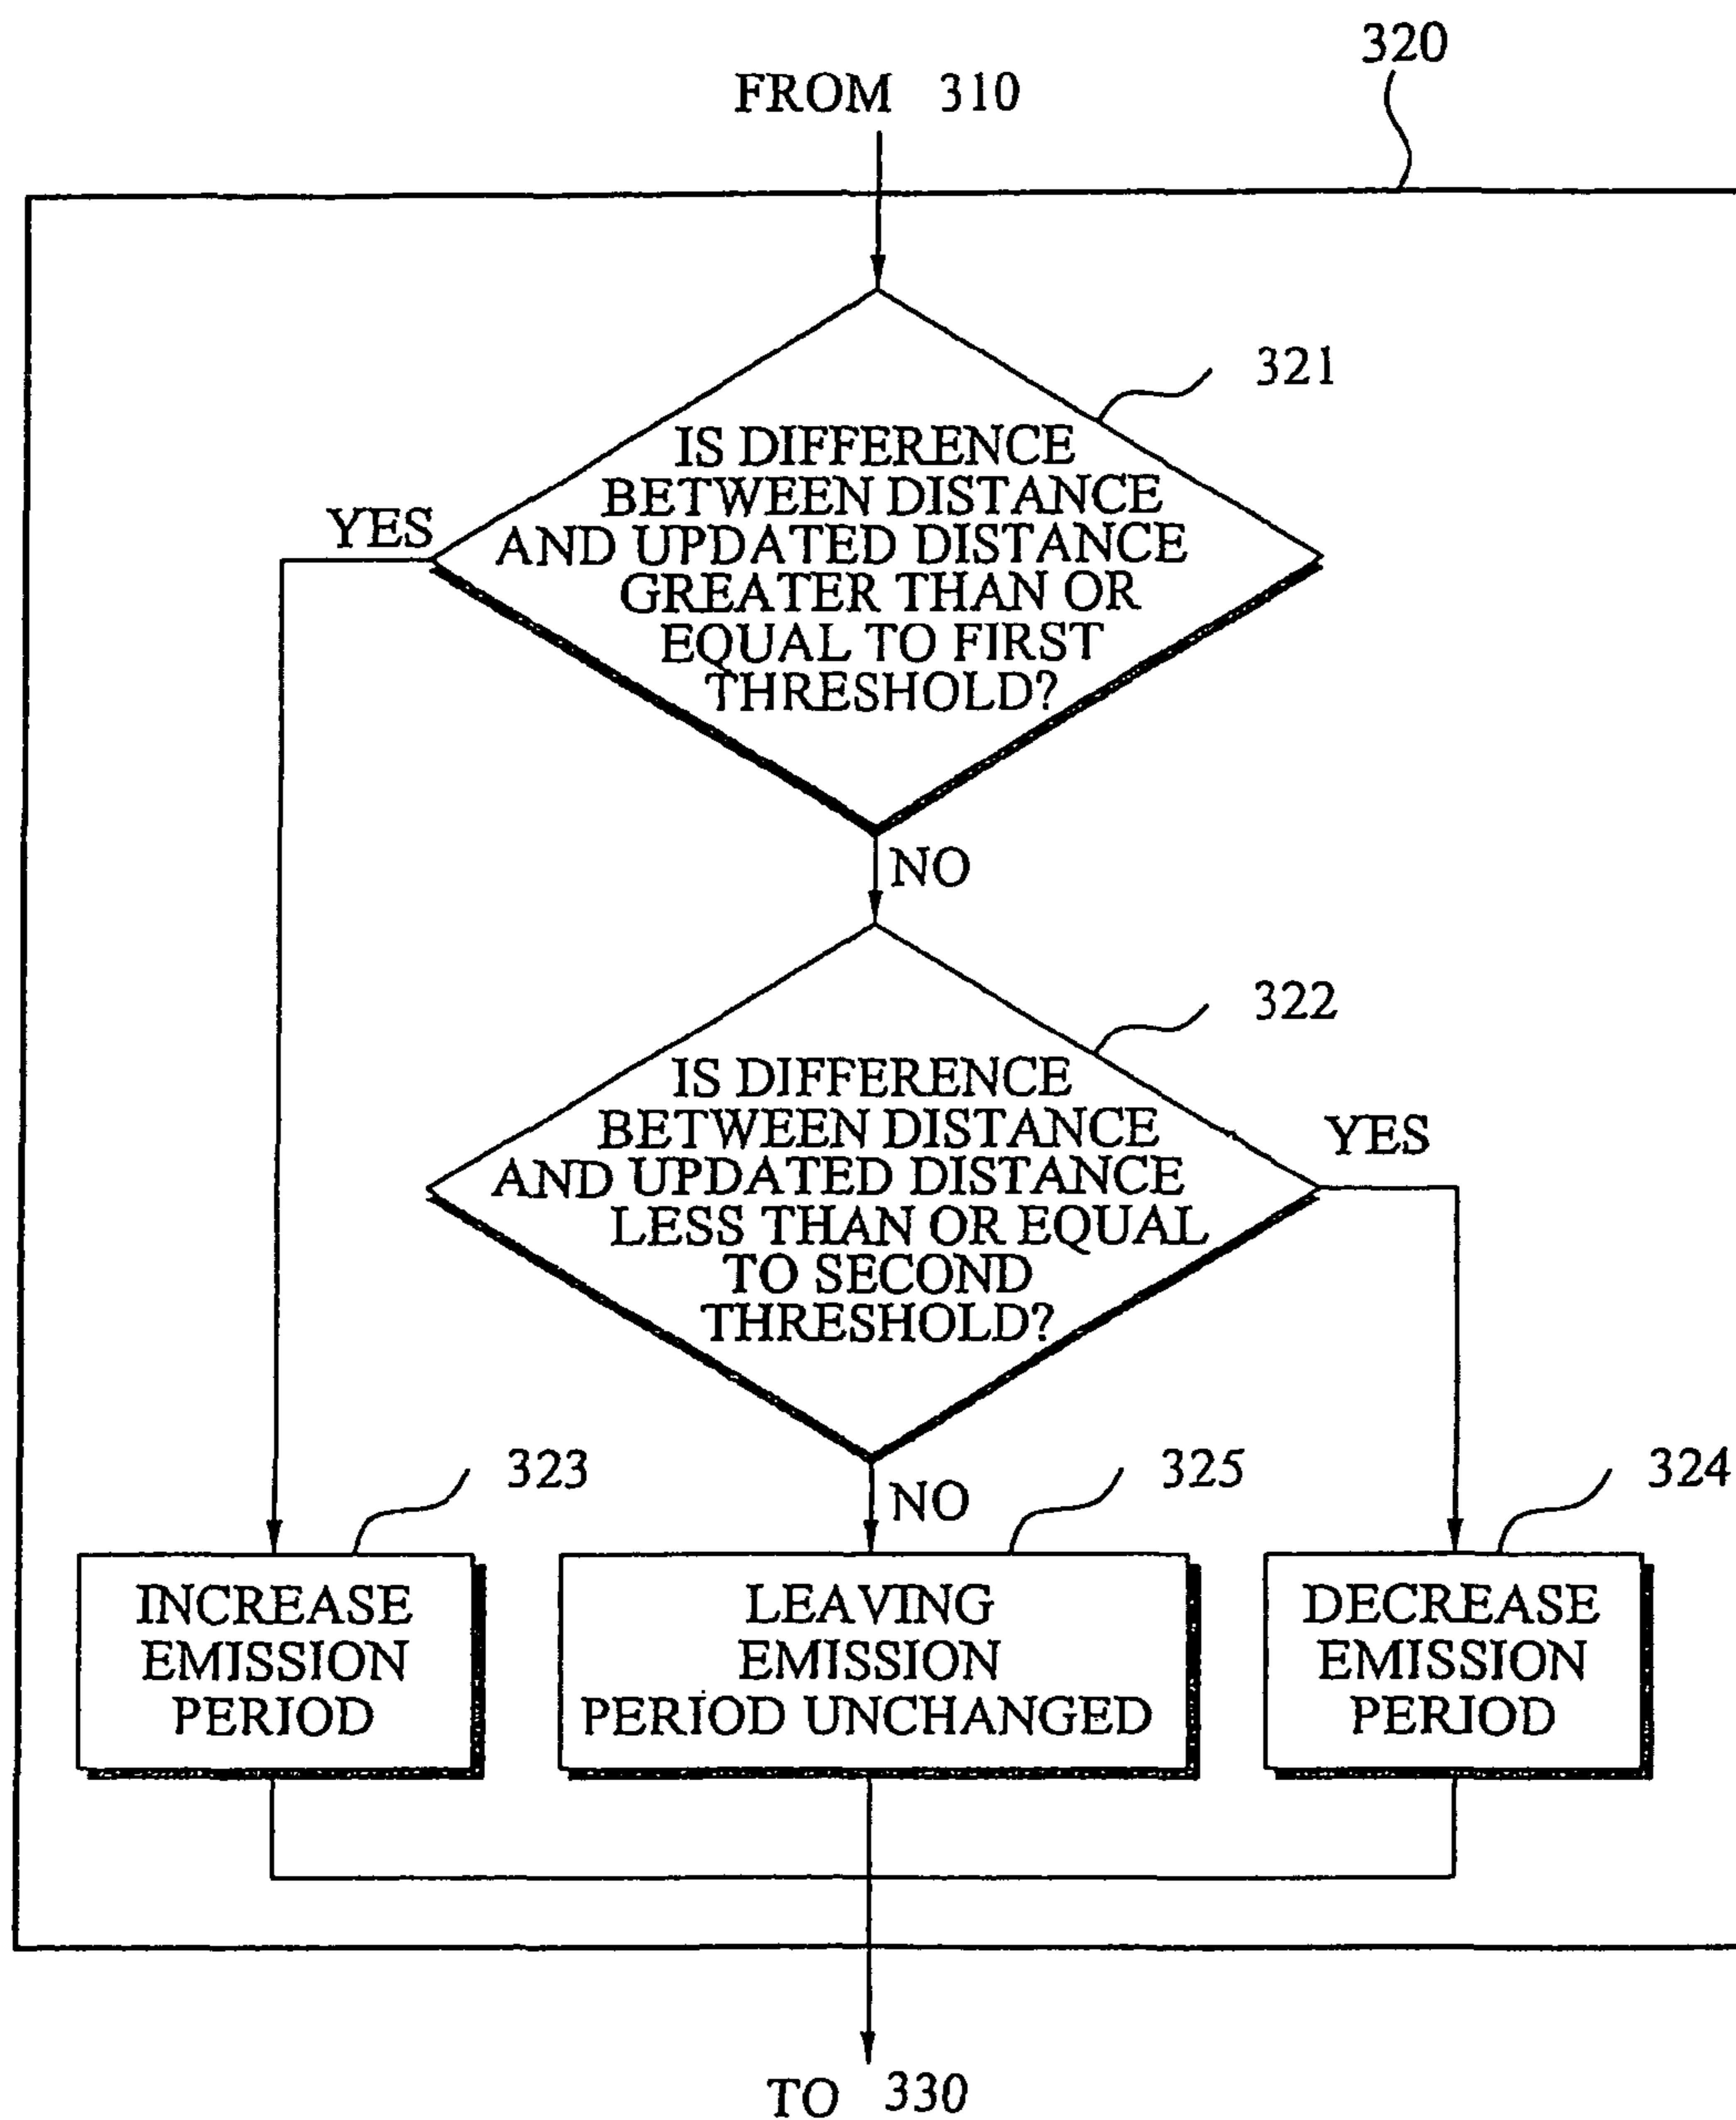 320
FROM 310
321
IS DIFFERENCE
BETWEEN DISTANCE
AND UPDATED DISTANCE
GREATER THAN OR
EQUAL TO FIRST
THRESHOLD?
YES
NO
322
IS DIFFERENCE
BETWEEN DISTANCE
AND UPDATED DISTANCE
LESS THAN OR EQUAL
TO SECOND
THRESHOLD?
YES
NO
323
INCREASE
EMISSION
PERIOD
325
LEAVING
EMISSION
PERIOD UNCHANGED
324
DECREASE
EMISSION
PERIOD
TO 330